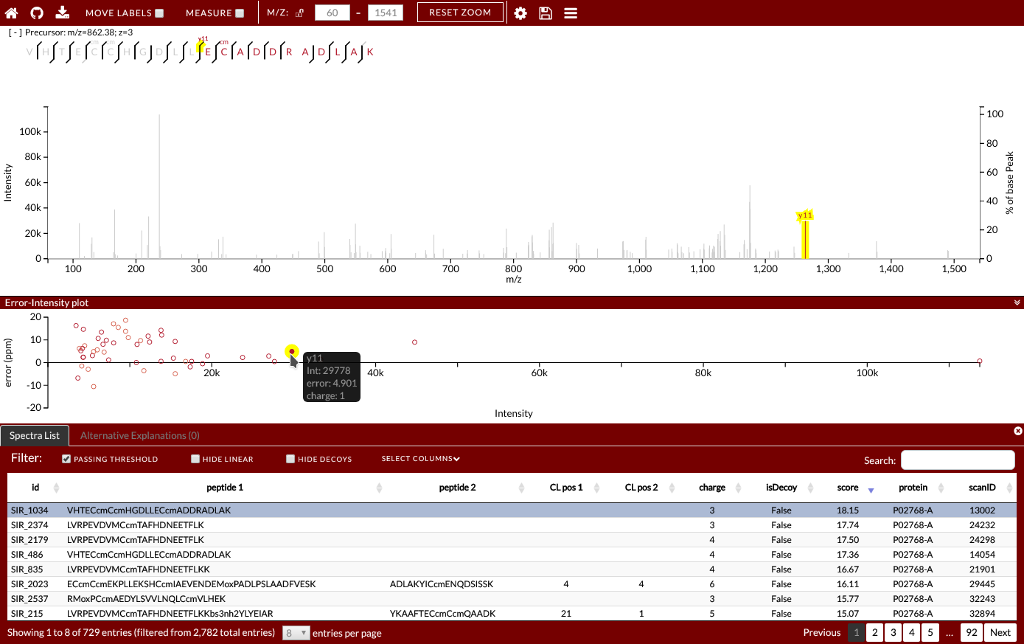 MOVE LABELS MEASURE M/Z: 60 - 1541 RESET ZOOM
[ - ] Precursor: m/z=862.38; z=3
y11
cm
V H T E C C H G D L L E C A D D R A D L A K
Intensity
100k
80k
60k
40k
20k
0
100
80
60
40
20
0
% of base Peak
y11
100 200 300 400 500 600 700 800 900 1,000 1,100 1,200 1,300 1,400 1,500
m/z
Error-Intensity plot
error (ppm)
20
10
0
-10
-20
20k 40k 60k 80k 100k
y11
Int: 29778
error: 4.901
charge: 1
Intensity
Spectra List Alternative Explanations (0)
Filter: PASSING THRESHOLD HIDE LINEAR HIDE DECOYS SELECT COLUMNS Search:
id peptide 1 peptide 2 CL pos 1 CL pos 2 charge isDecoy score protein scanID
SIR_1034 VHTECcmCcmHGDLLECcmADDRADLAK 3 False 18.15 P02768-A 13002
SIR_2374 LVRPEVDVMCcmTAFHDNEETFLK 3 False 17.74 P02768-A 24232
SIR_2179 LVRPEVDVMCcmTAFHDNEETFLK 4 False 17.50 P02768-A 24298
SIR_486 VHTECcmCcmHGDLLECcmADDRADLAK 4 False 17.36 P02768-A 14054
SIR_835 LVRPEVDVMCcmTAFHDNEETFLKK 4 False 16.67 P02768-A 21901
SIR_2023 ECcmCcmEKPLLEKSHCcmIAEVENDEMoxPADLPSLAADFVESK ADLAKYICcmENQDSISSK 4 4 6 False 16.11 P02768-A 29445
SIR_2537 RMoxPCcmAEDYLSVVLNQLCcmVLHEK 3 False 15.77 P02768-A 32243
SIR_215 LVRPEVDVMCcmTAFHDNEETFLKKbs3nh2YLYEIAR YKAAFTECcmCcmQAADK 21 1 5 False 15.07 P02768-A 32894
Showing 1 to 8 of 729 entries (filtered from 2,782 total entries) 8 entries per page Previous 1 2 3 4 5 ... 92 Next